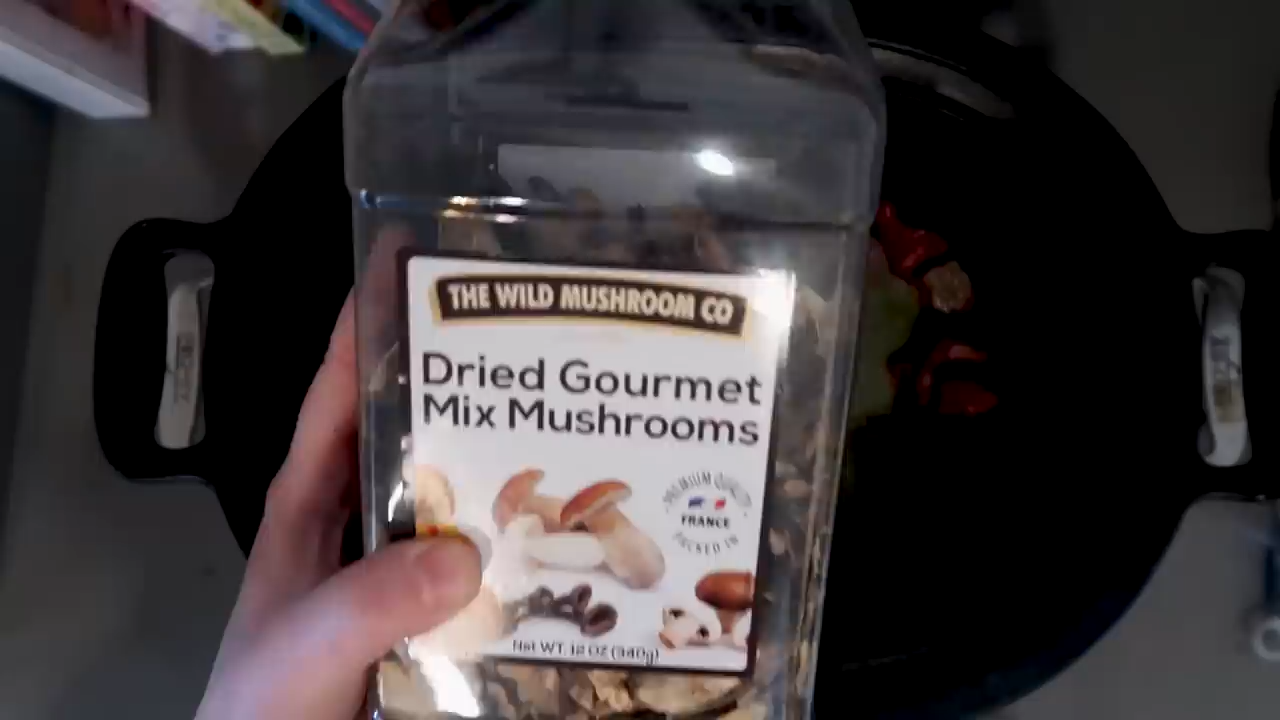 THE WILD MUSHROOM CO
Dried Gourmet
Mix Mushrooms
PREMIUM QUALITY
FRANCE
PACKED IN
Net WT. 12 OZ (340g)